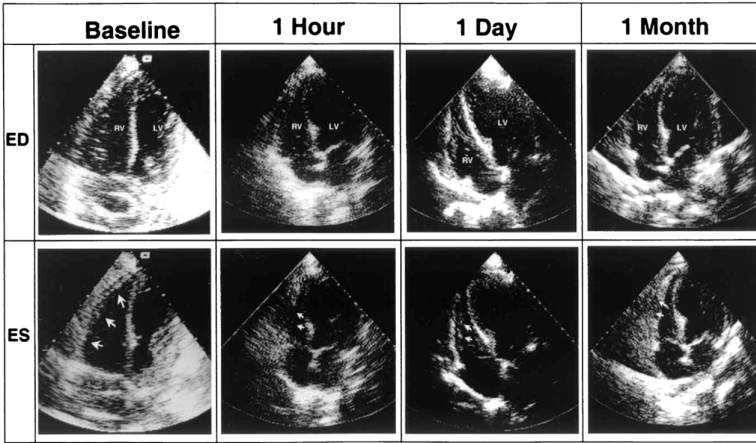 Baseline 1 Hour 1 Day 1 Month
ED
RV LV
RV LV
LV
RV
RV LV
ES